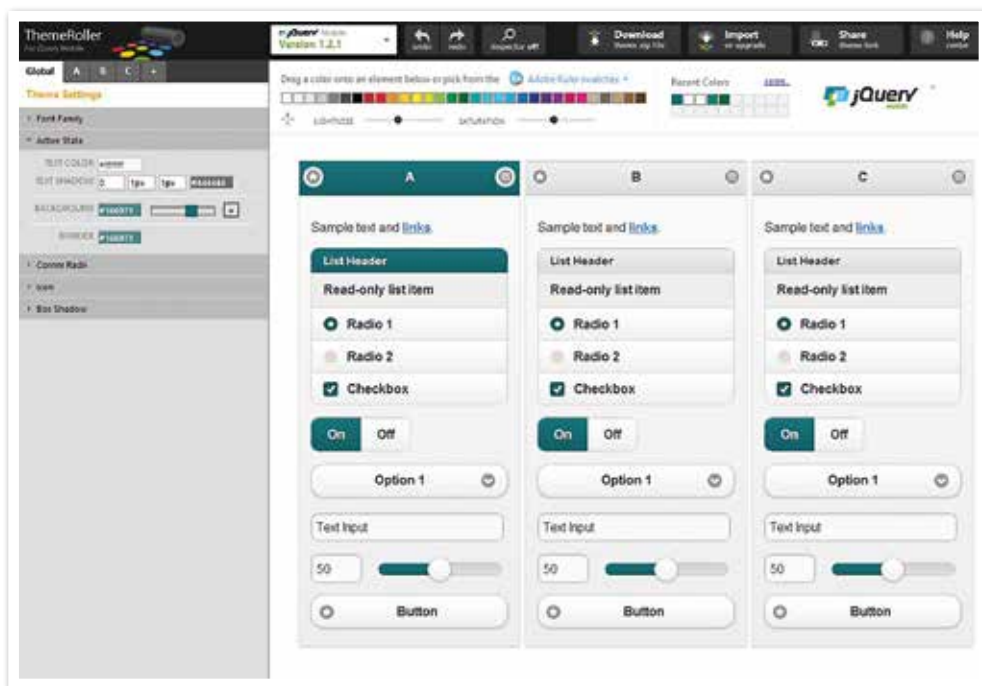 ThemeRoller
For jQuery Mobile
jQuery Mobile
Version 1.2.1
undo
redo
inspector off
Download
theme zip file
Import
or upgrade
Share
theme link
Help
center
Global A B C +
Theme Settings
Font Family
Active State
TEXT COLOR
TEXT SHADOW 0 1px 1px
BACKGROUND
BORDER
Corner Radii
Icon
Box Shadow
Drag a color onto an element below or pick from the Adobe Kuler swatches
LIGHTNESS SATURATION
Recent Colors
jQuery
A
Sample text and links.
List Header
Read-only list item
Radio 1
Radio 2
Checkbox
On Off
Option 1
Text Input
50
Button
B
Sample text and links.
List Header
Read-only list item
Radio 1
Radio 2
Checkbox
On Off
Option 1
Text Input
50
Button
C
Sample text and links.
List Header
Read-only list item
Radio 1
Radio 2
Checkbox
On Off
Option 1
Text Input
50
Button